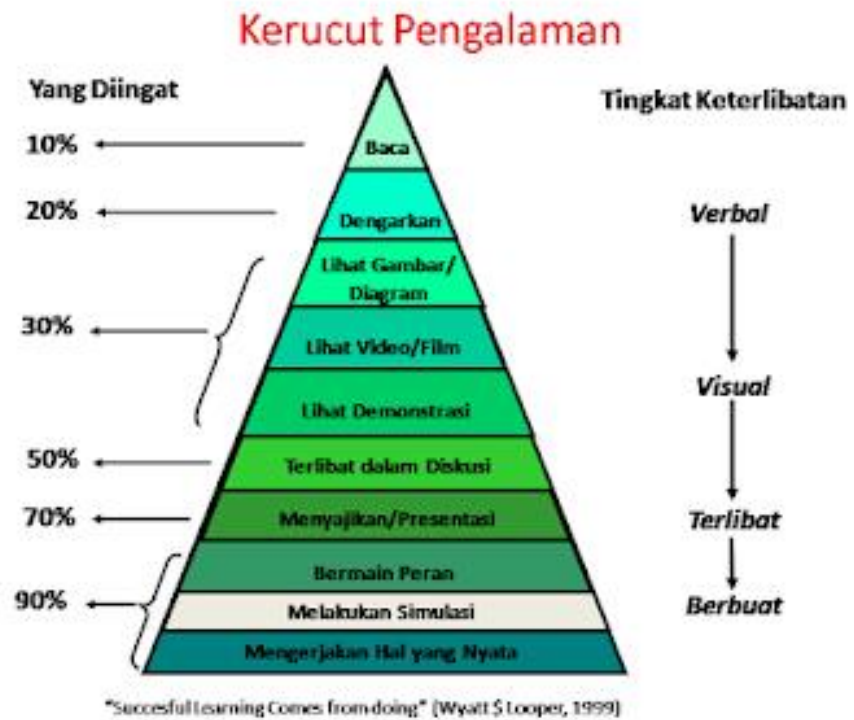 Kerucut Pengalaman
Yang Diingat
Tingkat Keterlibatan
10%
Baca
20%
Dengarkan
Verbal
Lihat Gambar/
Diagram
30%
Lihat Video/Film
Visual
Lihat Demonstrasi
50%
Terlibat dalam Diskusi
70%
Menyajikan/Presentasi
Terlibat
Bermain Peran
90%
Melakukan Simulasi
Berbuat
Mengerjakan Hal yang Nyata
"Succesful Learning Comes from doing" (Wyatt $ Looper, 1999)